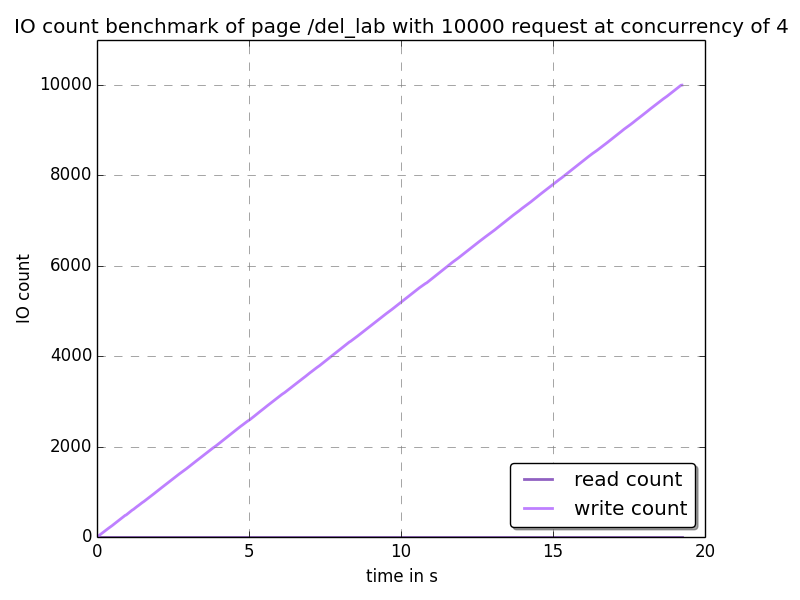 IO count benchmark of page /del_lab with 10000 request at concurrency of 4
10000
8000
6000
4000
2000
0
IO count
read count
write count
0 5 10 15 20
time in s